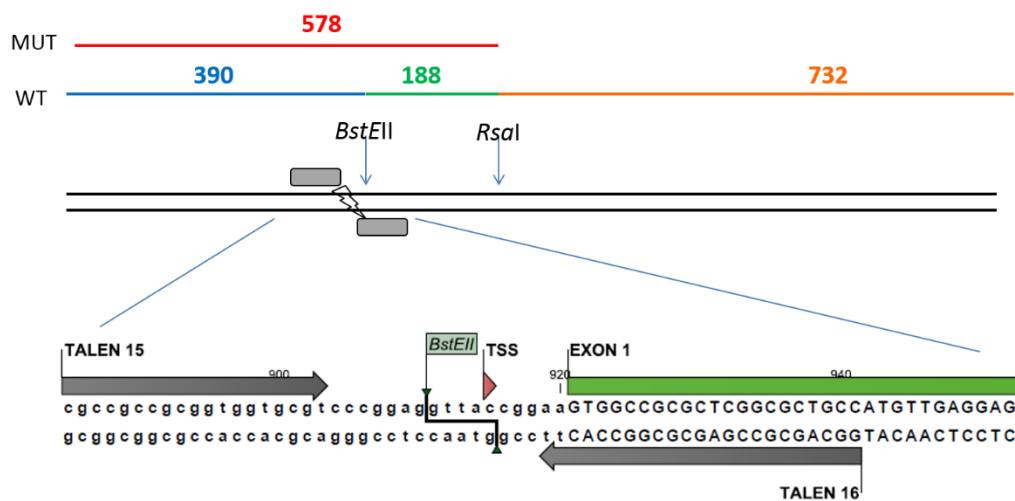 578
MUT
390 188 732
WT
BstEII RsaI
BstEII
TALEN 15 TSS EXON 1
900 920 940
cgccgccgcggtggtgcgtcccggaggttaccggaaGTGGCCGCGCTCGGCGCTGCCATGTTGAGGAG
gcggcggcgccaccacgcagggcctccaatggccttCACCGGCGCGAGCCGCGACGGTACAACTCCTC
TALEN 16